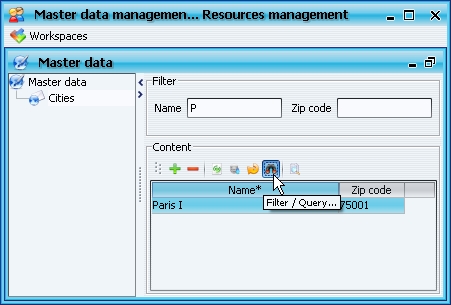 Master data managemen... Resources management
Workspaces
Master data
Master data
Cities
Filter
Name P Zip code
Content
Name* Zip code
Paris I 75001
Filter / Query...